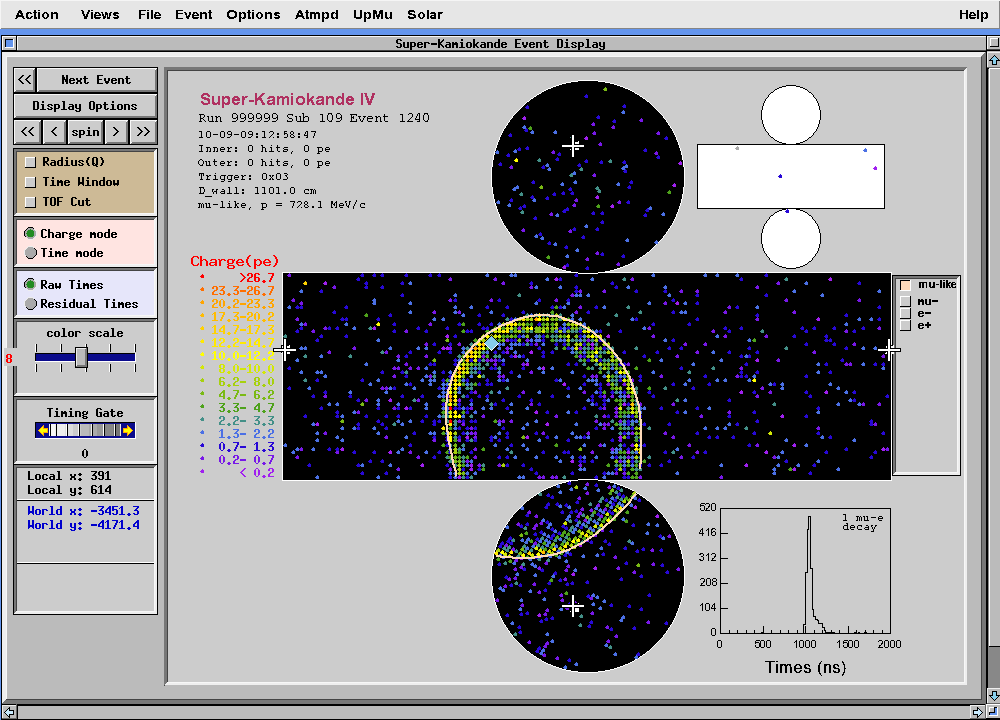 Action Views File Event Options Atmpd UpMu Solar Help
Super-Kamiokande Event Display
<< Next Event
Display Options
<< < spin > >>
Radius(Q)
Time Window
TOF Cut
Charge mode
Time mode
Raw Times
Residual Times
color scale
8
Timing Gate
0
Local x: 391
Local y: 614
World x: -3451.3
World y: -4171.4
Super-Kamiokande IV
Run 999999 Sub 109 Event 1240
10-09-09:12:58:47
Inner: 0 hits, 0 pe
Outer: 0 hits, 0 pe
Trigger: 0x03
D_wall: 1101.0 cm
mu-like, p = 728.1 MeV/c
Charge(pe)
>26.7
23.3-26.7
20.2-23.3
17.3-20.2
14.7-17.3
12.2-14.7
10.0-12.2
8.0-10.0
6.2- 8.0
4.7- 6.2
3.3- 4.7
2.2- 3.3
1.3- 2.2
0.7- 1.3
0.2- 0.7
< 0.2
mu-like
mu-
e-
e+
1 mu-e
decay
520
416
312
208
104
0
0 500 1000 1500 2000
Times (ns)